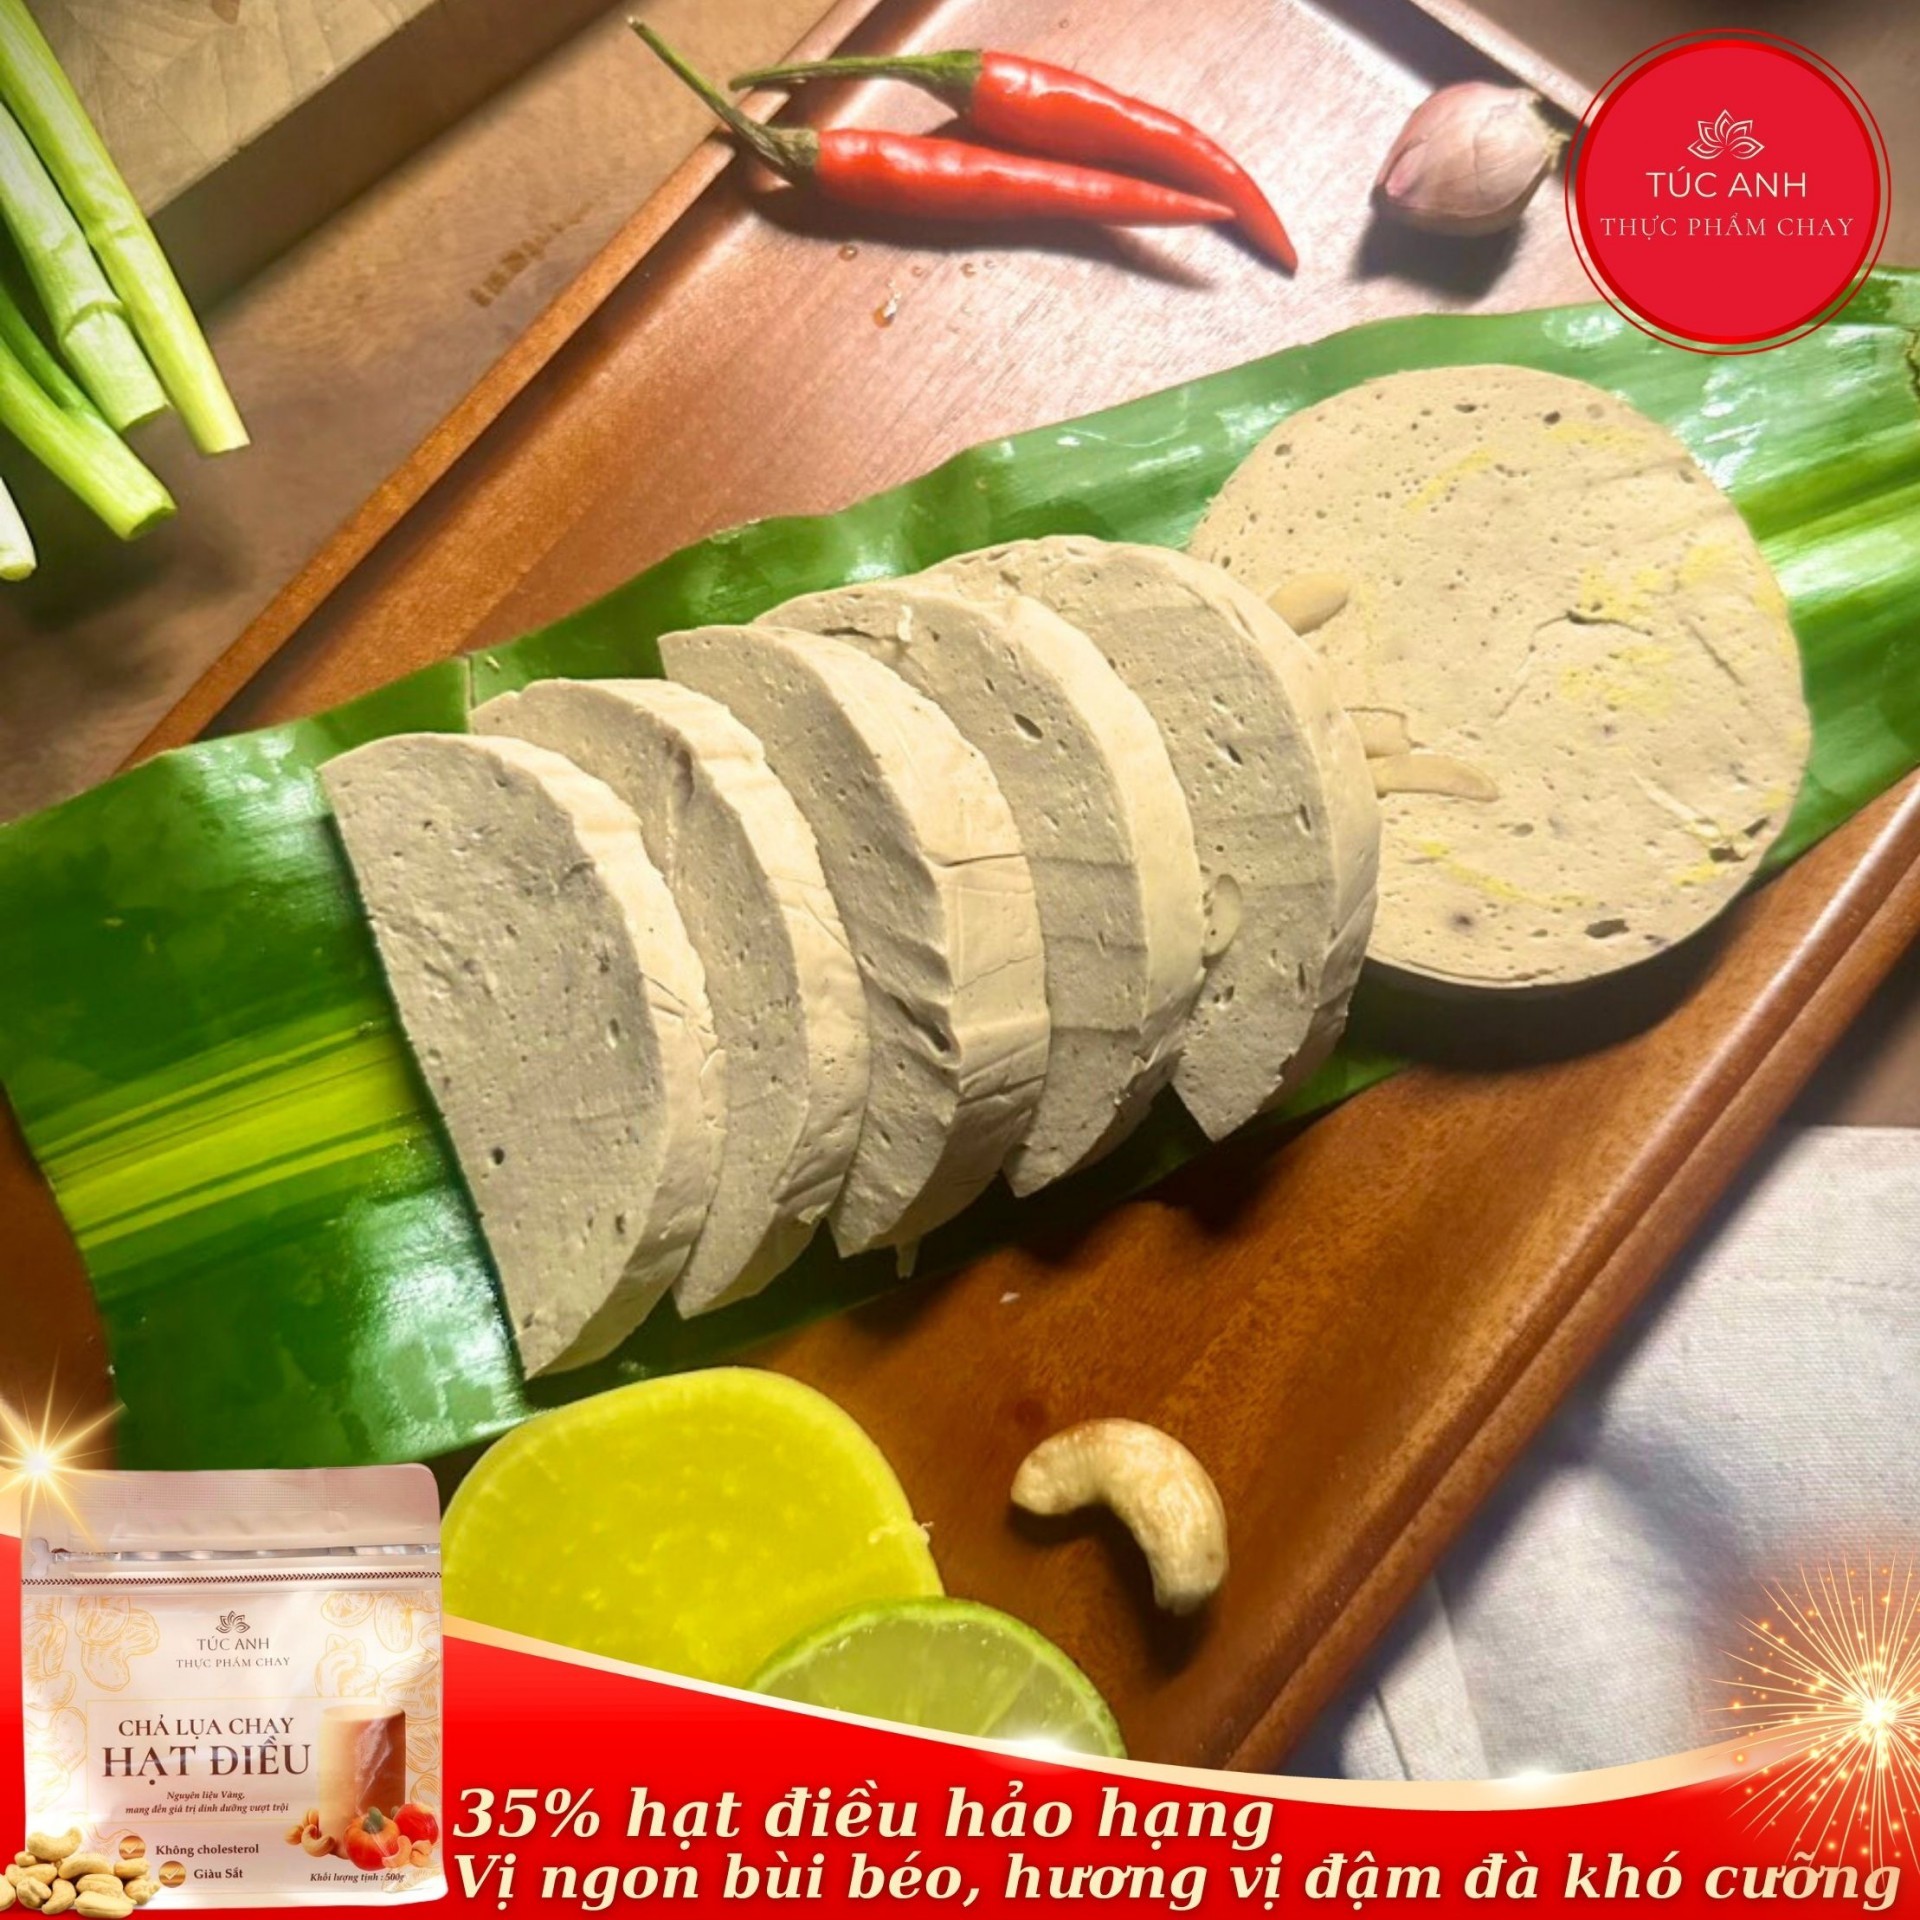 TÚC ANH
THỰC PHẨM CHAY
TÚC ANH
THỰC PHẨM CHAY
CHẢ LỤA CHAY
HẠT ĐIỀU
Nguyên liệu Vàng,
mang đến giá trị dinh dưỡng vượt trội
Không cholesterol
Giàu Sắt
Khối lượng tịnh : 500g
35% hạt điều hảo hạng
Vị ngon bùi béo, hương vị đậm đà khó cưỡng